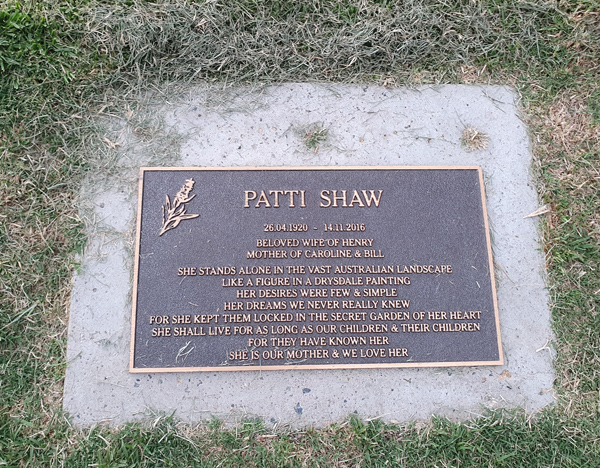 PATTI SHAW
26.04.1920 - 14.11.2016
BELOVED WIFE OF HENRY
MOTHER OF CAROLINE & BILL
SHE STANDS ALONE IN THE VAST AUSTRALIAN LANDSCAPE
LIKE A FIGURE IN A DRYSDALE PAINTING
HER DESIRES WERE FEW & SIMPLE
HER DREAMS WE NEVER REALLY KNEW
FOR SHE KEPT THEM LOCKED IN THE SECRET GARDEN OF HER HEART
SHE SHALL LIVE FOR AS LONG AS OUR CHILDREN & THEIR CHILDREN
FOR THEY HAVE KNOWN HER
SHE IS OUR MOTHER & WE LOVE HER